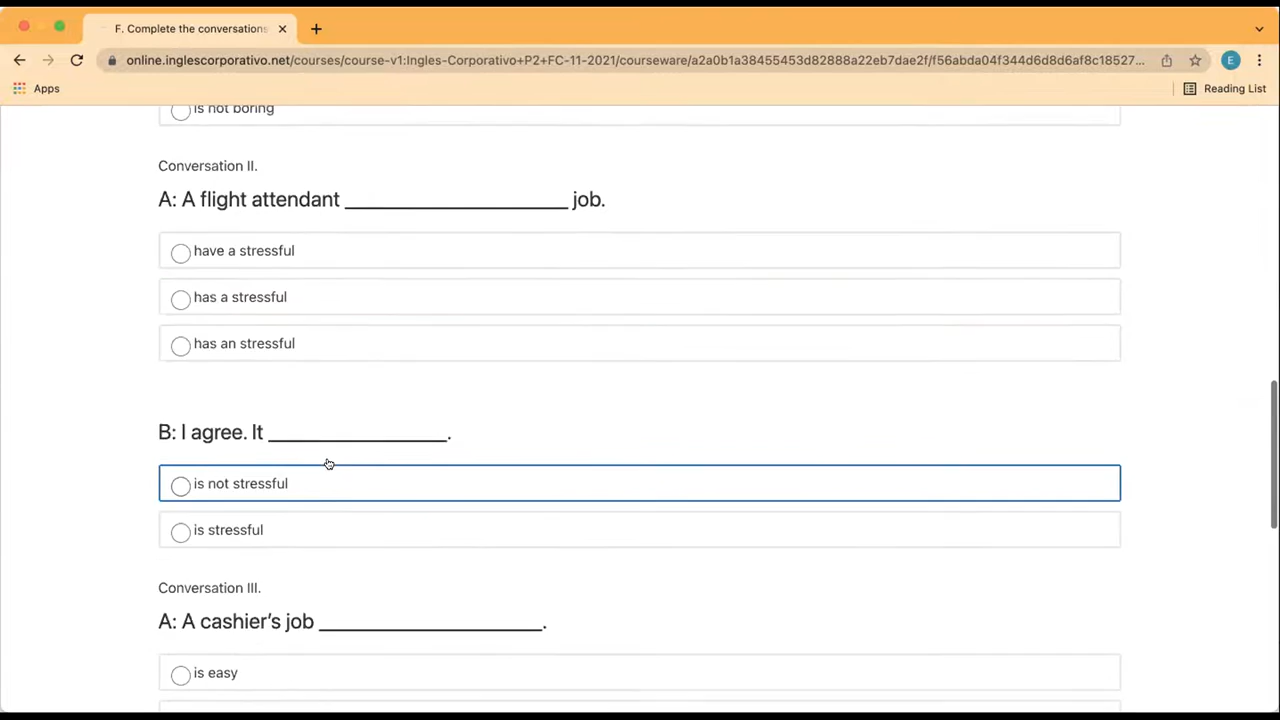 F. Complete the conversations
online.inglescorporativo.net/courses/course-v1:Ingles-Corporativo+P2+FC-11-2021/courseware/a2a0b1a38455453d82888a22eb7dae2f/f56abda04f344d6d8d6af8c18527...
E
Apps
Reading List
is not boring
Conversation II.
A: A flight attendant ____________________ job.
have a stressful
has a stressful
has an stressful
B: I agree. It ________________.
is not stressful
is stressful
Conversation III.
A: A cashier’s job ____________________.
is easy